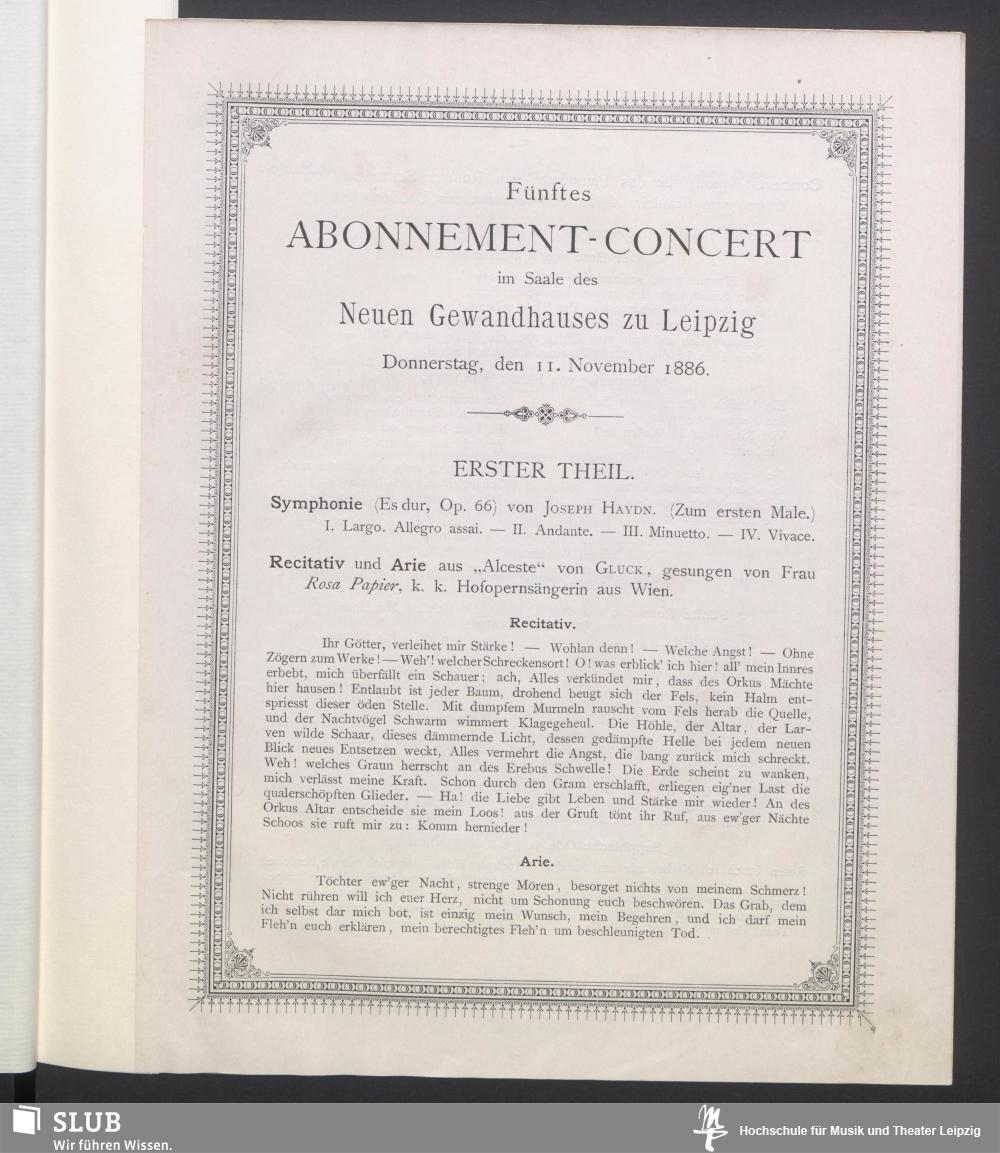 Fünftes
ABONNEMENT-CONCERT
im Saale des
Neuen Gewandhauses zu Leipzig
Donnerstag, den 11. November 1886.
ERSTER THEIL.
Symphonie (Es dur, Op. 66) von JOSEPH HAYDN. (Zum ersten Male.)
I. Largo. Allegro assai. — II. Andante. — III. Minuetto. — IV. Vivace.
Recitativ und Arie aus „Alceste“ von GLUCK, gesungen von Frau
Rosa Papier, k. k. Hofopernsängerin aus Wien.
Recitativ.
Ihr Götter, verleihet mir Stärke! — Wohlan denn! — Welche Angst! — Ohne
Zögern zum Werke! — Weh'! welcher Schreckensort! O! was erblick' ich hier! all' mein Innres
erbebt, mich überfällt ein Schauer; ach, Alles verkündet mir, dass des Orkus Mächte
hier hausen! Entlaubt ist jeder Baum, drohend beugt sich der Fels, kein Halm ent-
spriesst dieser öden Stelle. Mit dumpfem Murmeln rauscht vom Fels herab die Quelle,
und der Nachtvögel Schwarm wimmert Klagegeheul. Die Höhle, der Altar, der Lar-
ven wilde Schaar, dieses dämmernde Licht, dessen gedämpfte Helle bei jedem neuen
Blick neues Entsetzen weckt, Alles vermehrt die Angst, die bang zurück mich schreckt.
Weh! welches Graun herrscht an des Erebus Schwelle! Die Erde scheint zu wanken,
mich verlässt meine Kraft. Schon durch den Gram erschlafft, erliegen eig'ner Last die
qualerschöpften Glieder. — Ha! die Liebe gibt Leben und Stärke mir wieder! An des
Orkus Altar entscheide sie mein Loos! aus der Gruft tönt ihr Ruf, aus ew'ger Nächte
Schoos sie ruft mir zu: Komm hernieder!
Arie.
Töchter ew'ger Nacht, strenge Mören, besorget nichts von meinem Schmerz!
Nicht rühren will ich euer Herz, nicht um Schonung euch beschwören. Das Grab, dem
ich selbst dar mich bot, ist einzig mein Wunsch, mein Begehren, und ich darf mein
Fleh'n euch erklären, mein berechtigtes Fleh'n um beschleunigten Tod.
SLUB
Wir führen Wissen.
Hochschule für Musik und Theater Leipzig